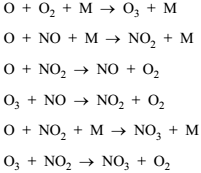 O + O₂ + M → O₃ + M
O + NO + M → NO₂ + M
O + NO₂ → NO + O₂
O₃ + NO → NO₂ + O₂
O + NO₂ + M → NO₃ + M
O₃ + NO₂ → NO₃ + O₂